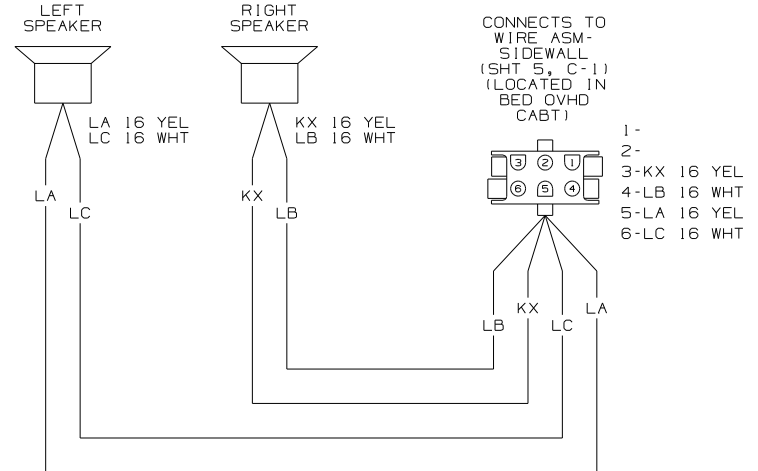 LEFT
SPEAKER
RIGHT
SPEAKER
CONNECTS TO
WIRE ASM-
SIDEWALL
(SHT 5, C-1)
(LOCATED IN
BED OVHD
CABT)
LA 16 YEL
LC 16 WHT
KX 16 YEL
LB 16 WHT
1-
2-
3-KX 16 YEL
4-LB 16 WHT
5-LA 16 YEL
6-LC 16 WHT
3 2 1
6 5 4
LA
LC
KX
LB
LB
KX
LC
LA